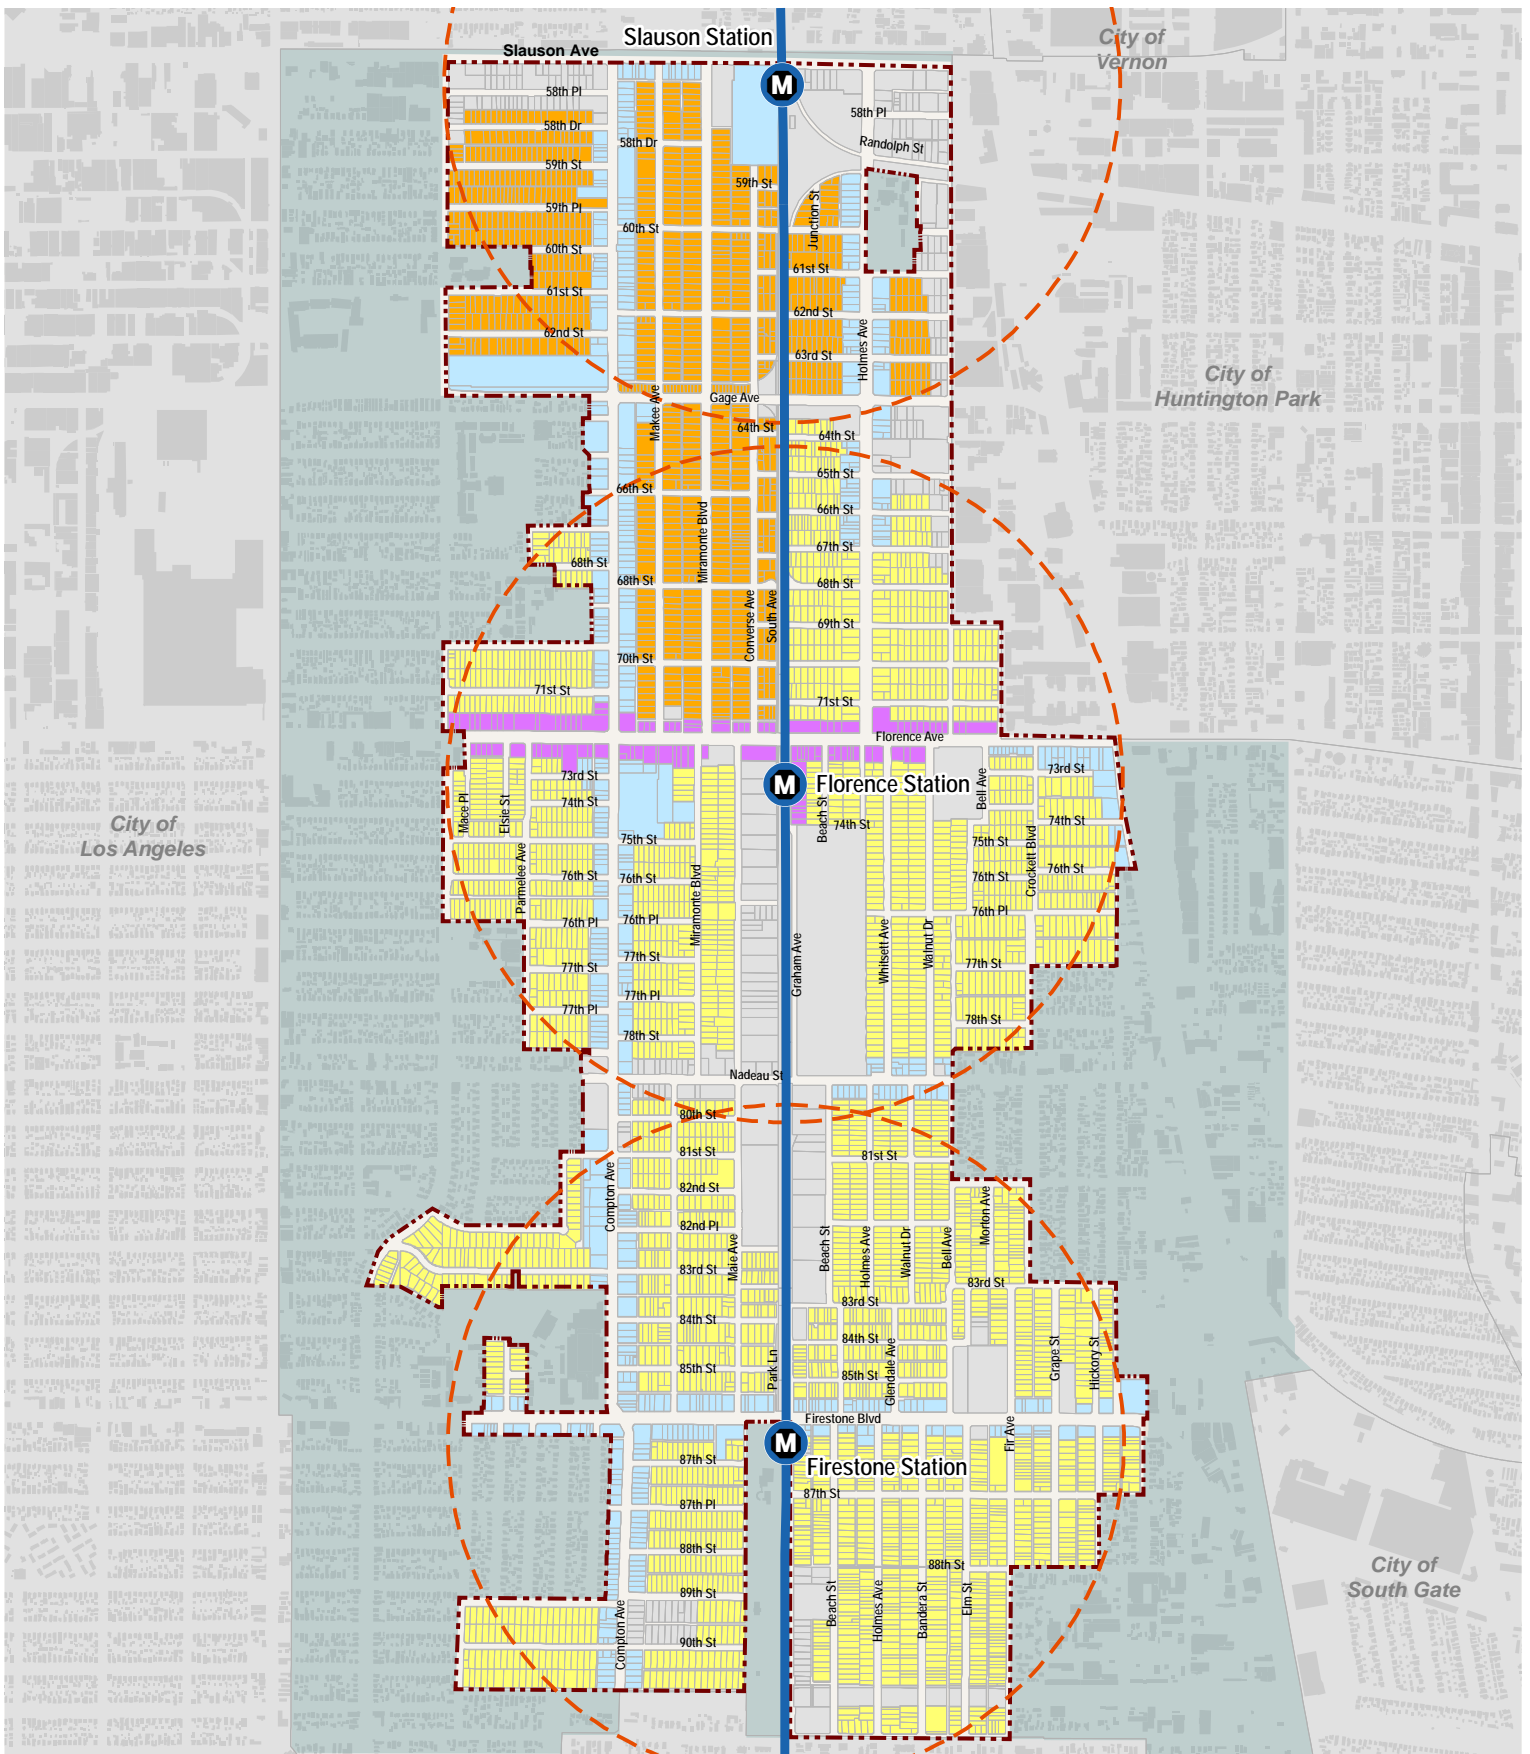 Slauson Station
City of
Vernon
Slauson Ave
M
58th Pl
58th Pl
58th Dr
58th Dr
Randolph St
59th St
59th St
59th Pl
Junction St
60th St
60th St
61st St
61st St
62nd St
62nd St
Holmes Ave
63rd St
City of
Huntington Park
Makee Ave
Gage Ave
64th St
64th St
65th St
66th St
66th St
Miramonte Blvd
67th St
68th St
68th St
68th St
Converse Ave
South Ave
69th St
70th St
71st St
71st St
Florence Ave
73rd St
73rd St
M
Florence Station
Bell Ave
Mace Pl
Elsie St
74th St
Beach St
74th St
74th St
City of
Los Angeles
75th St
75th St
Crockett Blvd
Parmelee Ave
76th St
76th St
76th St
76th St
Miramonte Blvd
76th Pl
76th Pl
76th Pl
Whitsett Ave
Walnut Dr
Graham Ave
77th St
77th St
77th St
77th Pl
77th Pl
78th St
78th St
Nadeau St
80th St
81st St
81st St
Compton Ave
82nd St
Morton Ave
82nd Pl
Maie Ave
Beach St
Holmes Ave
Walnut Dr
Bell Ave
83rd St
83rd St
83rd St
84th St
84th St
Grape St
Hickory St
85th St
Park Ln
85th St
Glendale Ave
Firestone Blvd
Fir Ave
M
87th St
Firestone Station
87th St
87th Pl
88th St
88th St
City of
South Gate
89th St
Beach St
Holmes Ave
Bandera St
Elm St
Compton Ave
90th St